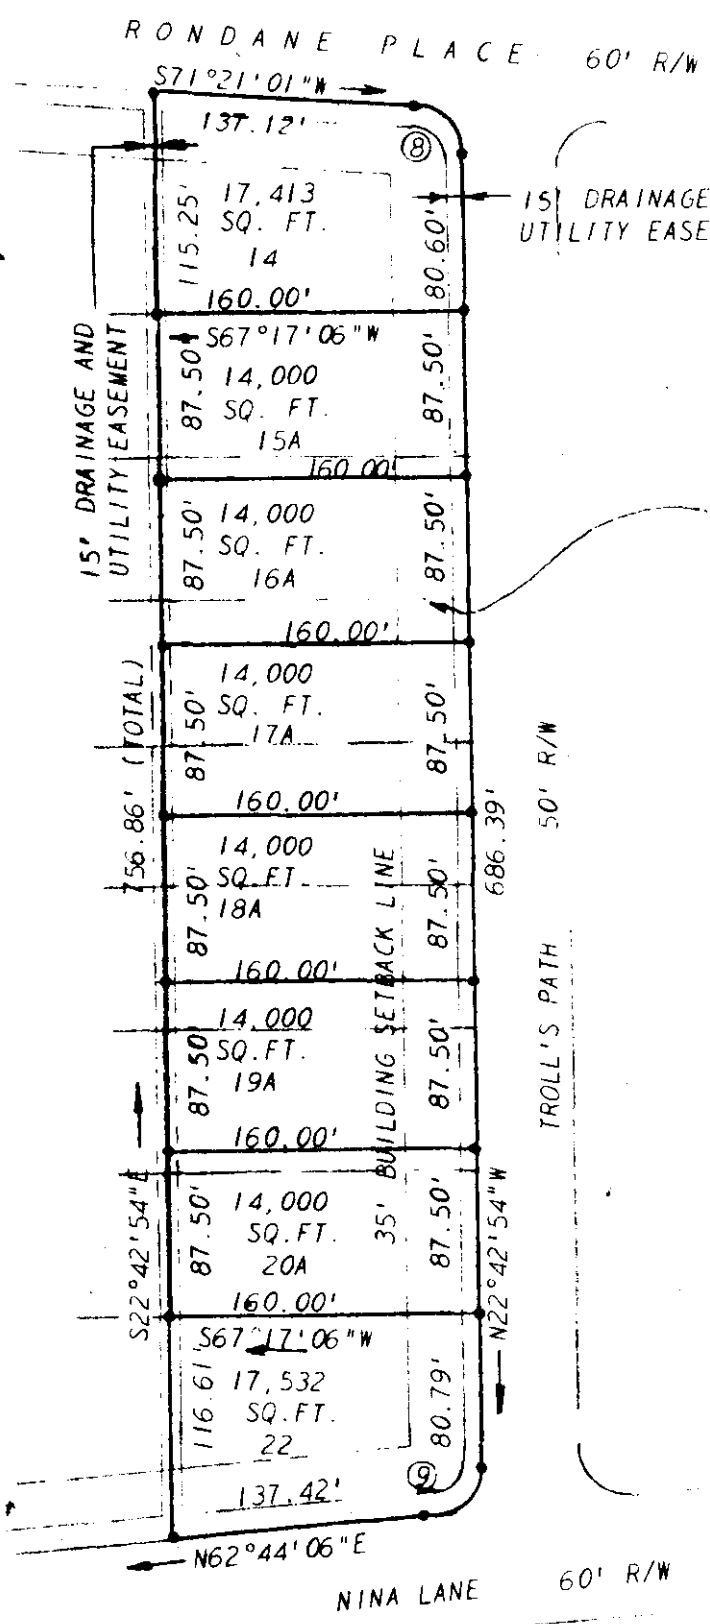 RONDANE PLACE 60' R/W
S71°21'01"W
137.12'
8
15' DRAINAGE
UTILITY EASE
115.25'
17,413
SQ. FT.
14
80.60'
160.00'
S67°17'06"W
15' DRAINAGE AND
UTILITY EASEMENT
87.50'
14,000
SQ. FT.
15A
87.50'
160.00'
87.50'
14,000
SQ. FT.
16A
87.50'
160.00'
756.86' (TOTAL)
87.50'
14,000
SQ. FT.
17A
87.50'
50' R/W
160.00'
686.39'
87.50'
14,000
SQ. FT.
18A
87.50'
35' BUILDING SETBACK LINE
160.00'
TROLL'S PATH
87.50'
14,000
SQ.FT.
19A
87.50'
160.00'
S22°42'54"E
87.50'
14,000
SQ.FT.
20A
87.50'
N22°42'54"W
160.00'
S67°17'06"W
116.61'
17,532
SQ.FT.
22
80.79'
9
137.42'
N62°44'06"E
NINA LANE 60' R/W